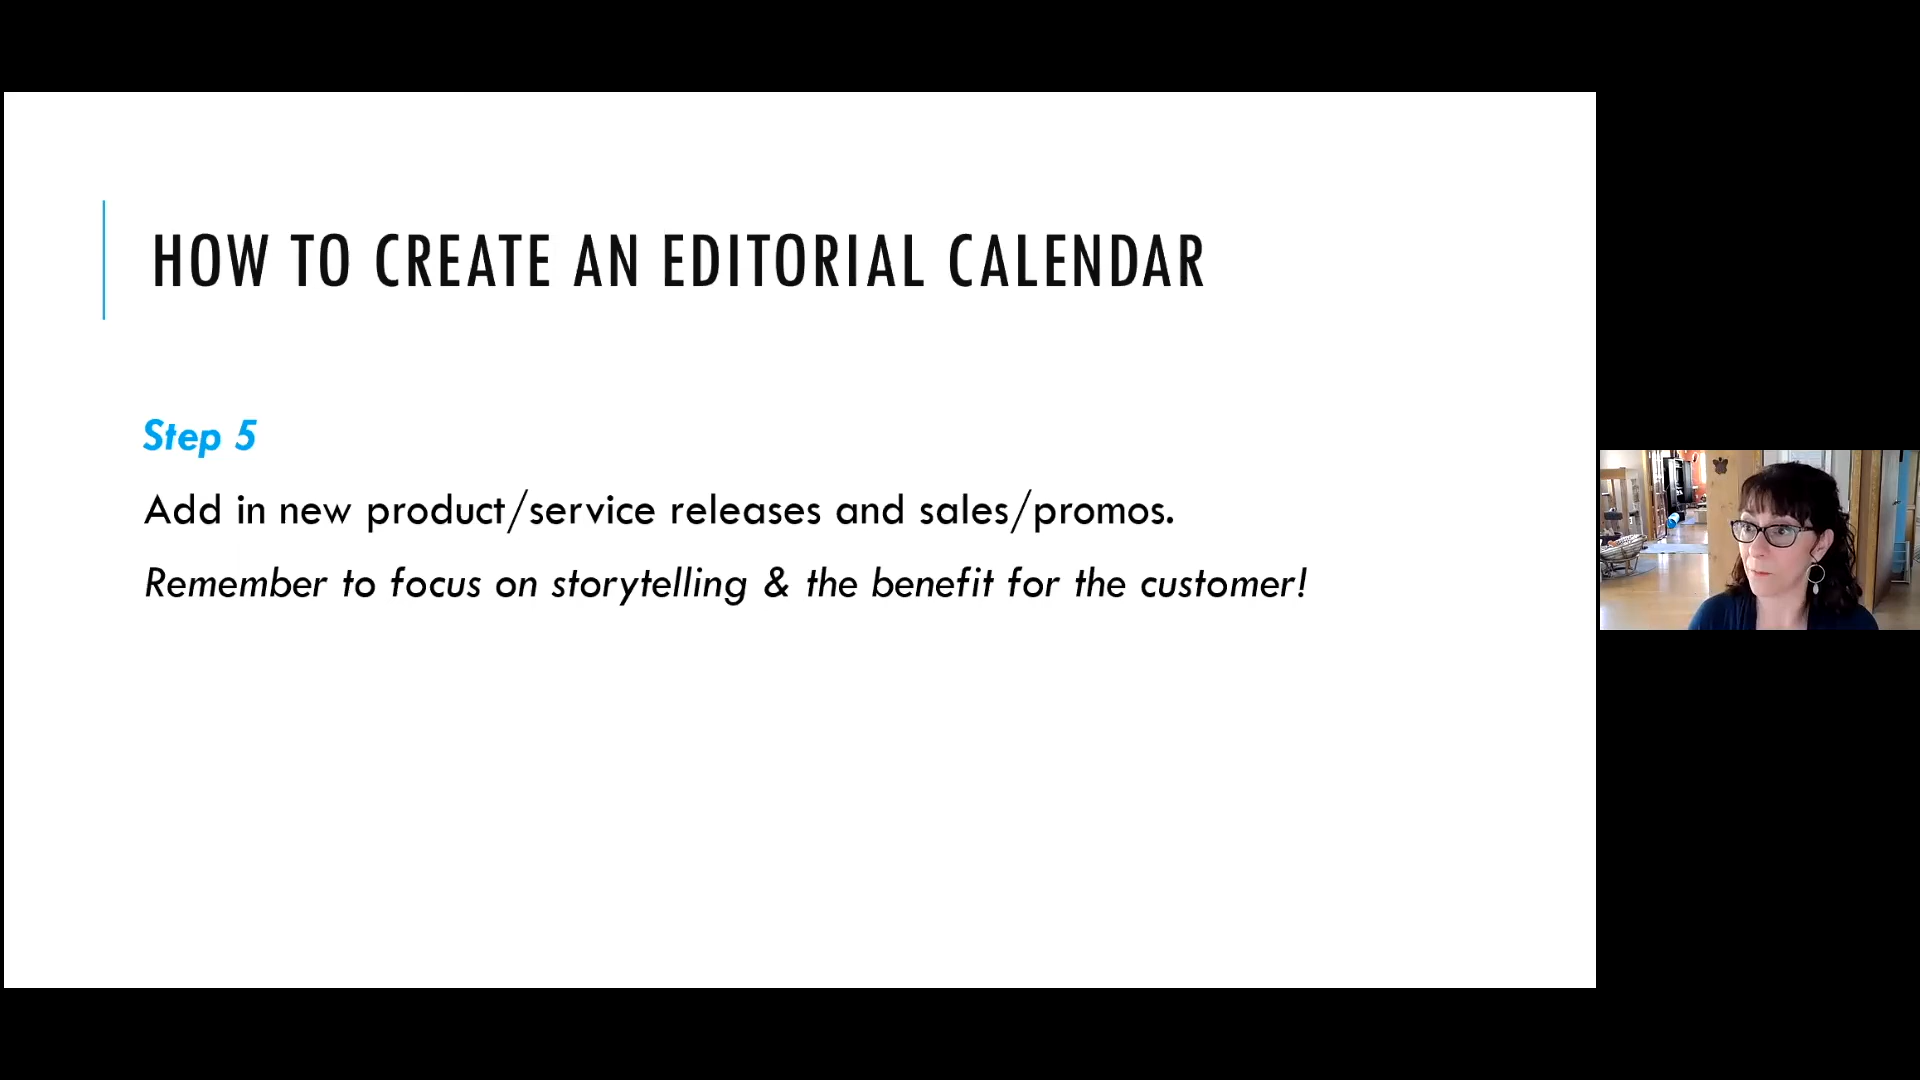 HOW TO CREATE AN EDITORIAL CALENDAR
Step 5
Add in new product/service releases and sales/promos.
Remember to focus on storytelling & the benefit for the customer!